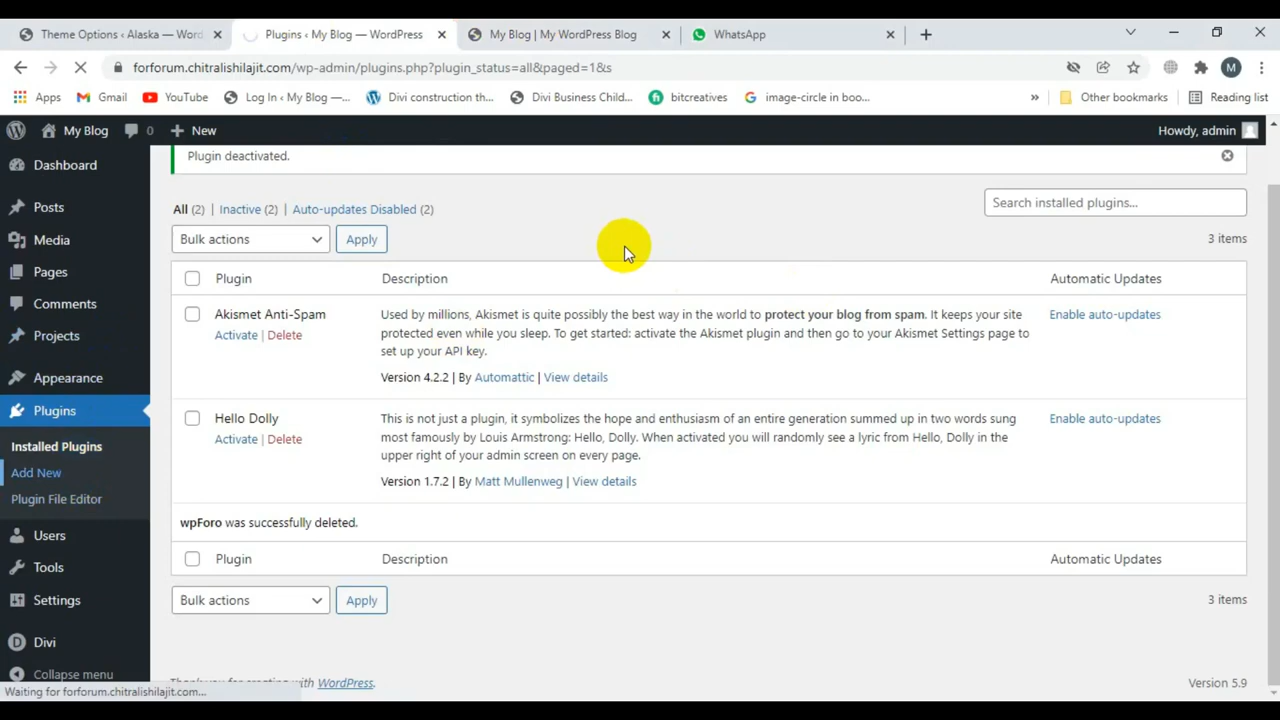 Theme Options ‹ Alaska — Word
Plugins ‹ My Blog — WordPress
My Blog | My WordPress Blog
WhatsApp
forforum.chitralishilajit.com/wp-admin/plugins.php?plugin_status=all&paged=1&s
M
Apps
Gmail
YouTube
Log In ‹ My Blog —...
Divi construction th...
Divi Business Child...
bitcreatives
image-circle in boo...
»
Other bookmarks
Reading list
My Blog
0
New
Howdy, admin
Dashboard
Posts
Media
Pages
Comments
Projects
Appearance
Plugins
Installed Plugins
Add New
Plugin File Editor
Users
Tools
Settings
Divi
Collapse menu
Plugin deactivated.
All (2) | Inactive (2) | Auto-updates Disabled (2)
Search installed plugins...
Bulk actions
Apply
3 items
Plugin
Description
Automatic Updates
Akismet Anti-Spam
Activate | Delete
Used by millions, Akismet is quite possibly the best way in the world to protect your blog from spam. It keeps your site
protected even while you sleep. To get started: activate the Akismet plugin and then go to your Akismet Settings page to
set up your API key.
Version 4.2.2 | By Automattic | View details
Enable auto-updates
Hello Dolly
Activate | Delete
This is not just a plugin, it symbolizes the hope and enthusiasm of an entire generation summed up in two words sung
most famously by Louis Armstrong: Hello, Dolly. When activated you will randomly see a lyric from Hello, Dolly in the
upper right of your admin screen on every page.
Version 1.7.2 | By Matt Mullenweg | View details
Enable auto-updates
wpForo was successfully deleted.
Plugin
Description
Automatic Updates
Bulk actions
Apply
3 items
Thank you for creating with WordPress.
Version 5.9
Waiting for forforum.chitralishilajit.com...